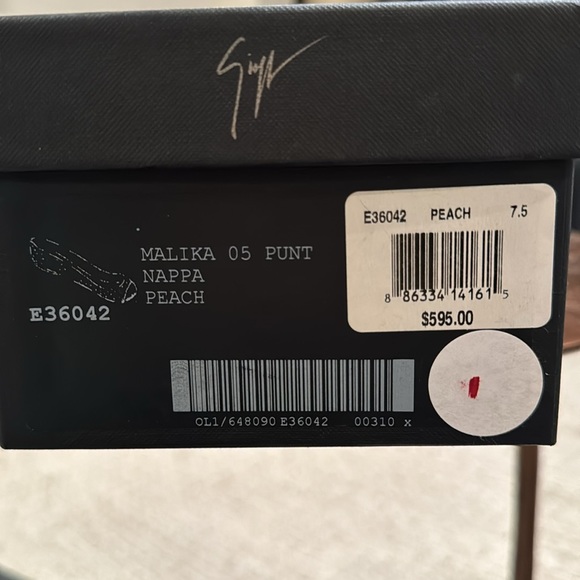 MALIKA 05 PUNT
NAPPA
PEACH
E36042
E36042 PEACH 7.5
8 86334 14161 5
$595.00
OL1/648090 E36042 00310 x